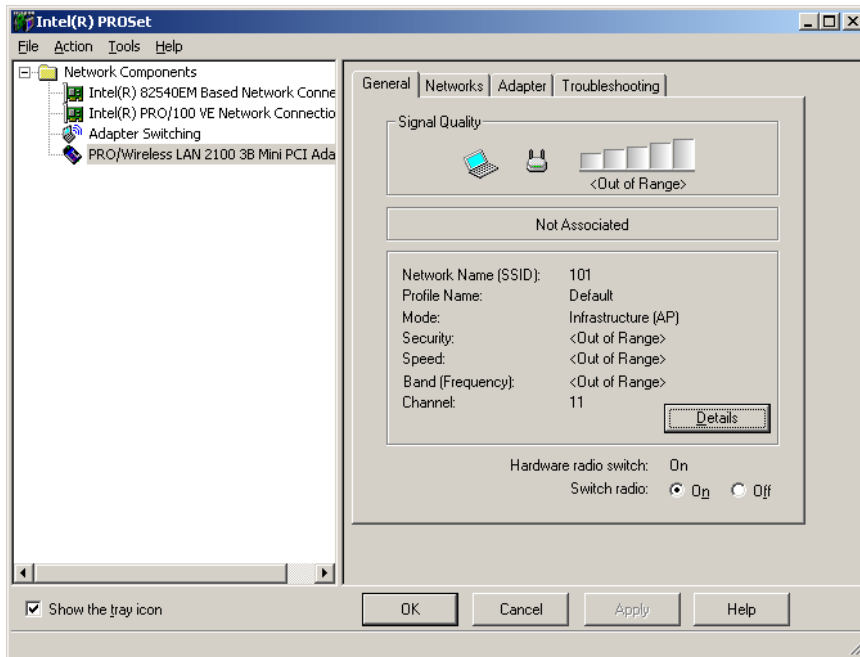 Intel(R) PROSet
File Action Tools Help
Network Components
Intel(R) 82540EM Based Network Conne
Intel(R) PRO/100 VE Network Connectio
Adapter Switching
PRO/Wireless LAN 2100 3B Mini PCI Ada
General Networks Adapter Troubleshooting
Signal Quality
<Out of Range>
Not Associated
Network Name (SSID): 101
Profile Name: Default
Mode: Infrastructure (AP)
Security: <Out of Range>
Speed: <Out of Range>
Band (Frequency): <Out of Range>
Channel: 11
Details
Hardware radio switch: On
Switch radio: On Off
Show the tray icon
OK Cancel Apply Help